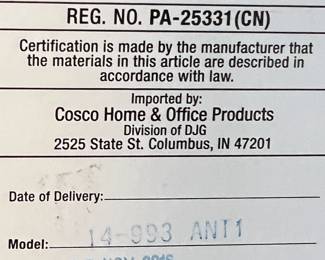 REG. NO. PA-25331(CN)
Certification is made by the manufacturer that
the materials in this article are described in
accordance with law.
Imported by:
Cosco Home & Office Products
Division of DJG
2525 State St. Columbus, IN 47201
Date of Delivery:
Model: 14-993 ANT1